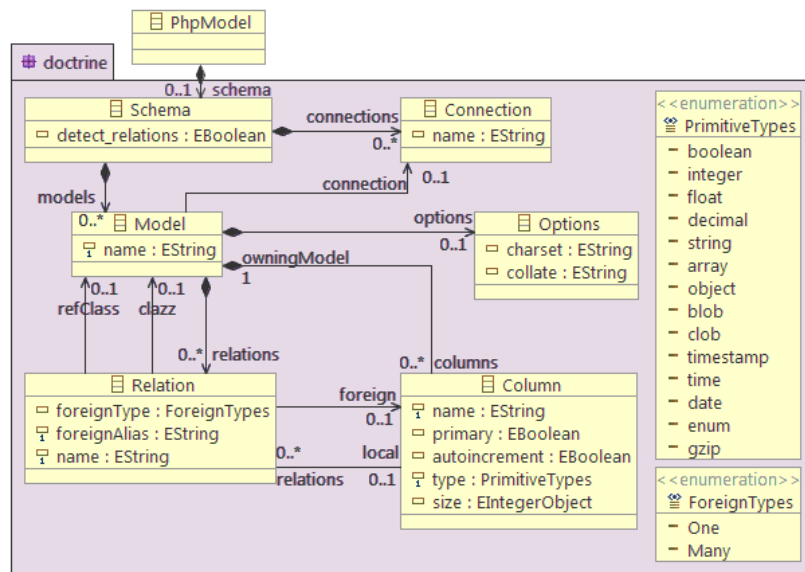 PhpModel
doctrine
0..1 schema
Schema
detect_relations : EBoolean
connections
0..*
Connection
name : EString
models
0..*
connection
0..1
Model
name : EString
options
0..1
Options
charset : EString
collate : EString
owningModel
1
0..1
refClass
0..1
clazz
0..* relations
0..* columns
Relation
foreignType : ForeignTypes
foreignAlias : EString
name : EString
foreign
0..1
0..* local
relations 0..1
Column
name : EString
primary : EBoolean
autoincrement : EBoolean
type : PrimitiveTypes
size : EIntegerObject
<<enumeration>>
PrimitiveTypes
boolean
integer
float
decimal
string
array
object
blob
clob
timestamp
time
date
enum
gzip
<<enumeration>>
ForeignTypes
One
Many